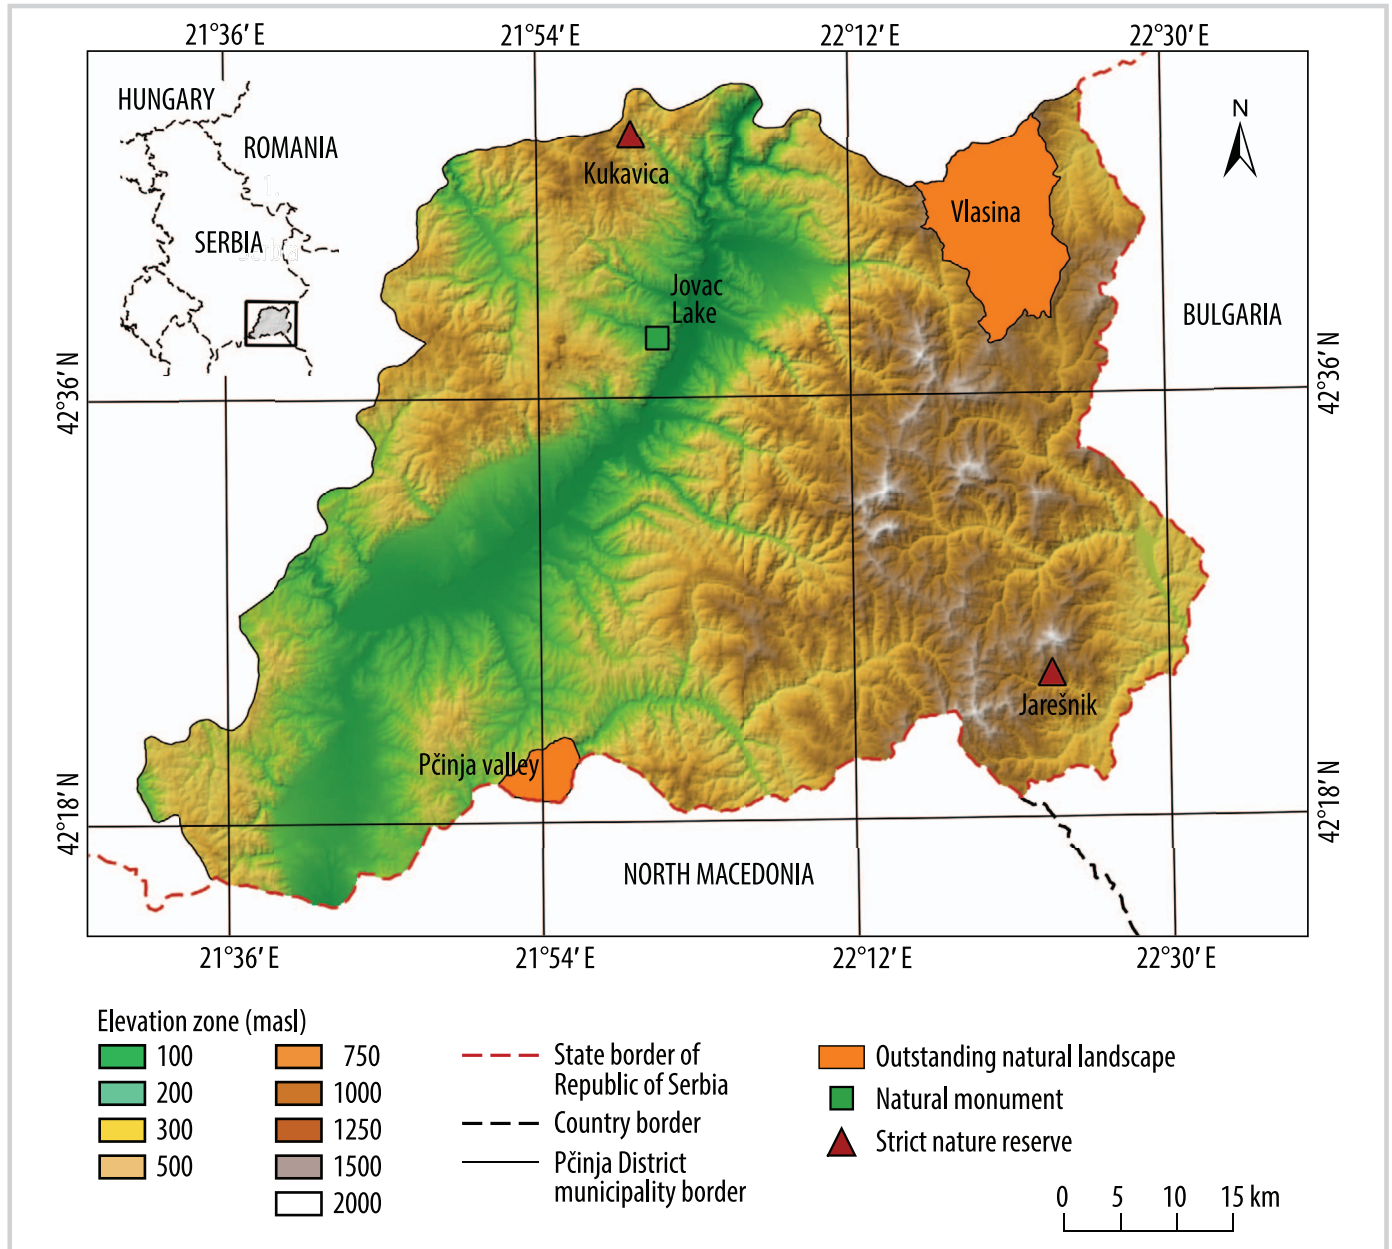 21°36′ E
21°54′ E
22°12′ E
22°30′ E
HUNGARY
ROMANIA
SERBIA
N
Kukavica
Vlasina
Jovac
Lake
BULGARIA
42°36′ N
42°36′ N
Jarešnik
Pčinja valley
42°18′ N
42°18′ N
NORTH MACEDONIA
21°36′ E
21°54′ E
22°12′ E
22°30′ E
Elevation zone (masl)
100
200
300
500
750
1000
1250
1500
2000
State border of
Republic of Serbia
Country border
Pčinja District
municipality border
Outstanding natural landscape
Natural monument
Strict nature reserve
0 5 10 15 km